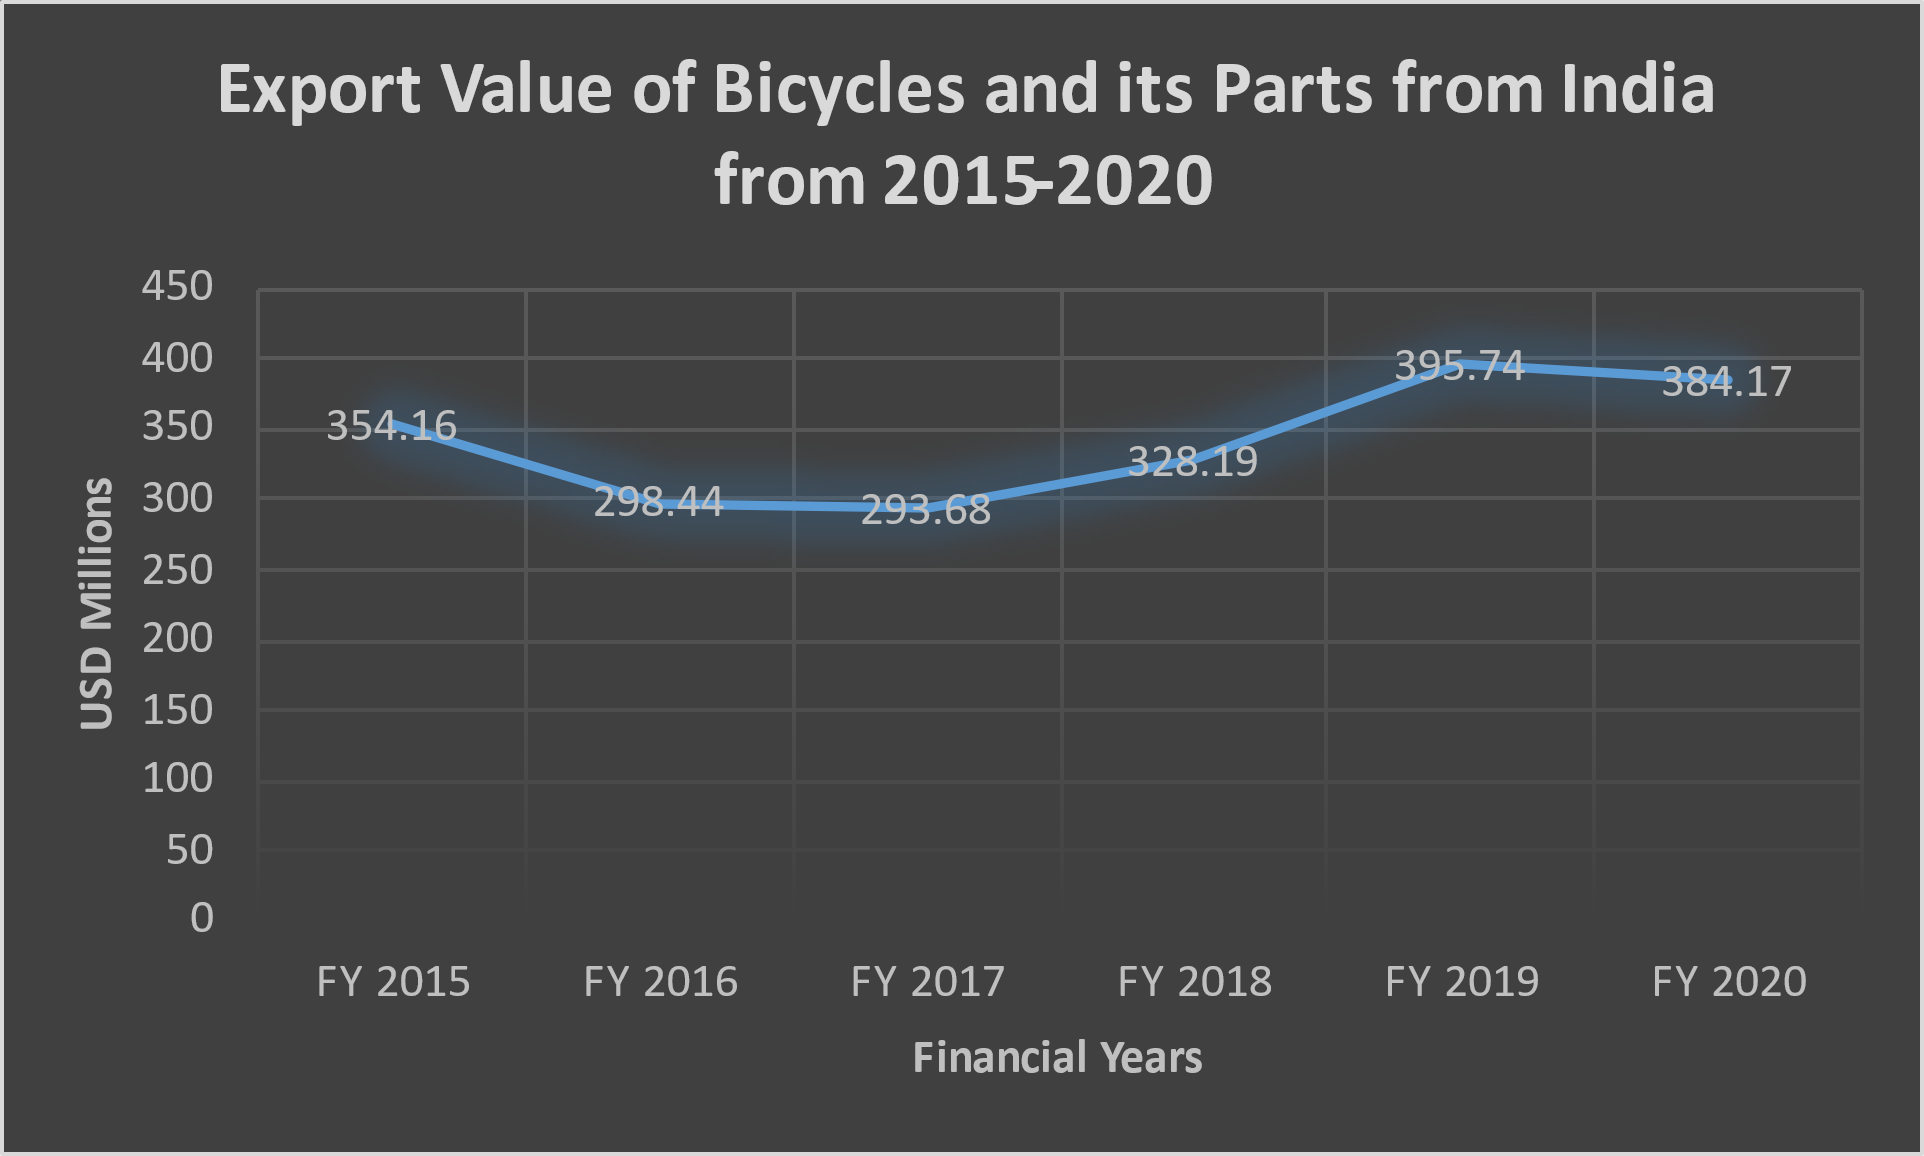 Export Value of Bicycles and its Parts from India
from 2015-2020
450
400
350
300
250
200
150
100
50
0
USD Millions
354.16
298.44
293.68
328.19
395.74
384.17
FY 2015
FY 2016
FY 2017
FY 2018
FY 2019
FY 2020
Financial Years